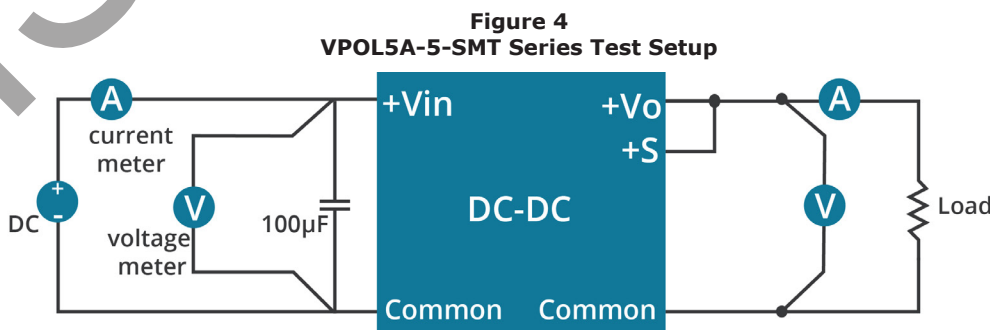 Figure 4
VPOL5A-5-SMT Series Test Setup
A
current
meter
+Vin
+Vo
+S
A
+
-
DC
V
voltage
meter
100μF
DC-DC
V
Load
Common
Common